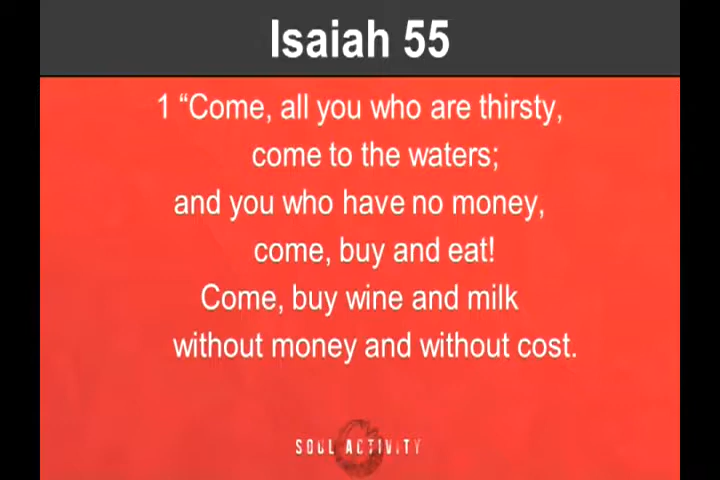 Isaiah 55
1 “Come, all you who are thirsty,
come to the waters;
and you who have no money,
come, buy and eat!
Come, buy wine and milk
without money and without cost.
SOUL ACTIVITY